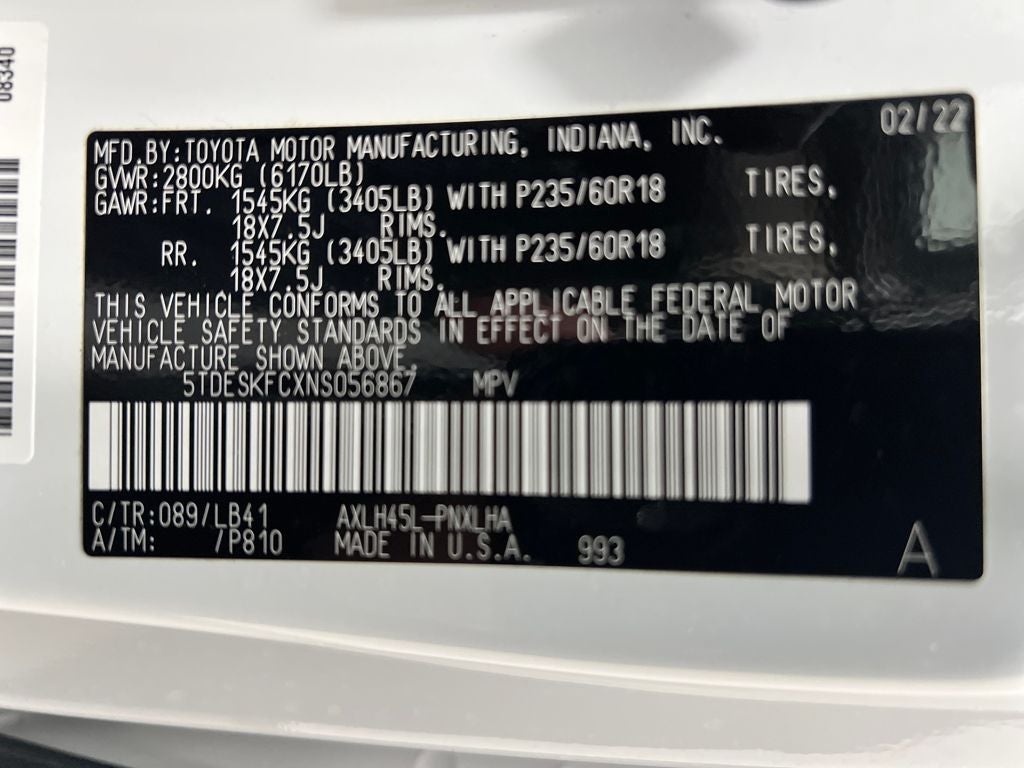 08340
02/22
MFD.BY:TOYOTA MOTOR MANUFACTURING, INDIANA, INC.
GVWR:2800KG (6170LB)
GAWR:FRT. 1545KG (3405LB) WITH P235/60R18 TIRES,
18X7.5J RIMS.
RR. 1545KG (3405LB) WITH P235/60R18 TIRES,
18X7.5J RIMS.
THIS VEHICLE CONFORMS TO ALL APPLICABLE FEDERAL MOTOR
VEHICLE SAFETY STANDARDS IN EFFECT ON THE DATE OF
MANUFACTURE SHOWN ABOVE.
5TDESKFCXNS056867 MPV
C/TR:089/LB41 AXLH45L-PNXLHA
A/TM: /P810 MADE IN U.S.A. 993 A